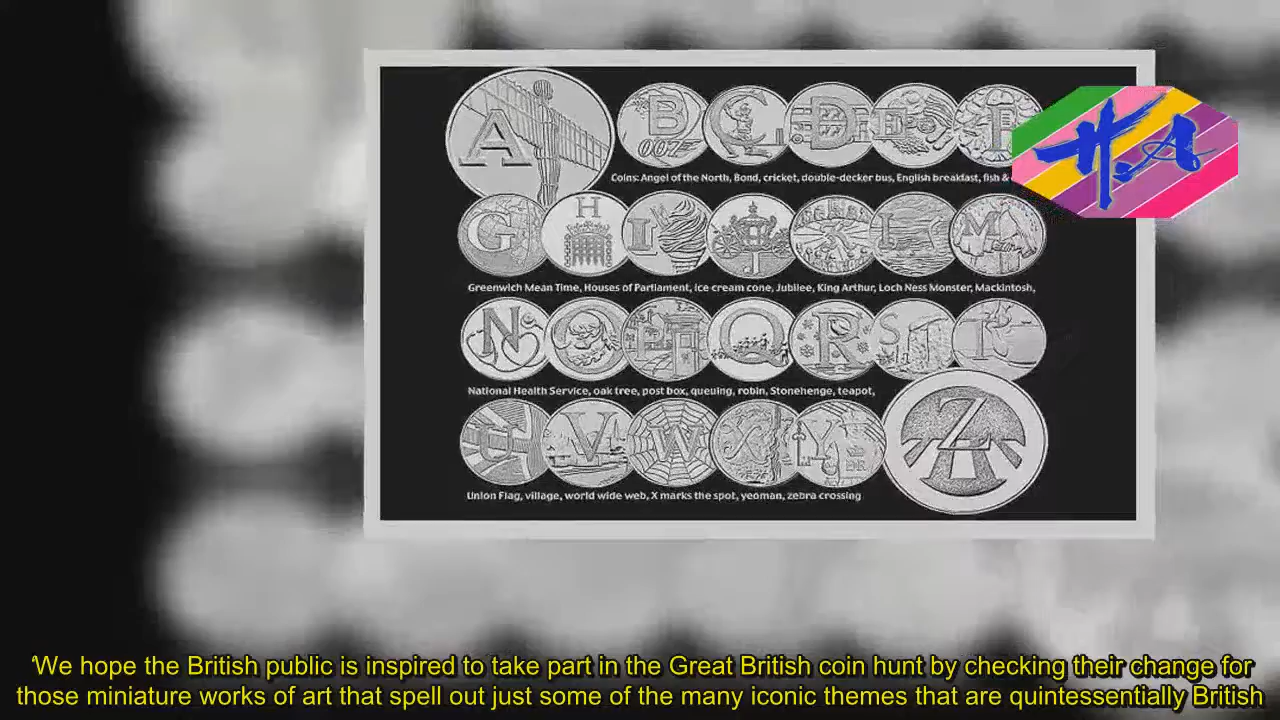 A
B
007
C
D
E
F
Coins: Angel of the North, Bond, cricket, double-decker bus, English breakfast, fish &
H.A
G
H
I
J
K
L
M
Greenwich Mean Time, Houses of Parliament, ice cream cone, Jubilee, King Arthur, Loch Ness Monster, Mackintosh,
N
O
P
Q
R
S
T
National Health Service, oak tree, post box, queuing, robin, Stonehenge, teapot,
U
V
W
X
Y
Z
Union Flag, village, world wide web, X marks the spot, yeoman, zebra crossing
'We hope the British public is inspired to take part in the Great British coin hunt by checking their change for
those miniature works of art that spell out just some of the many iconic themes that are quintessentially British